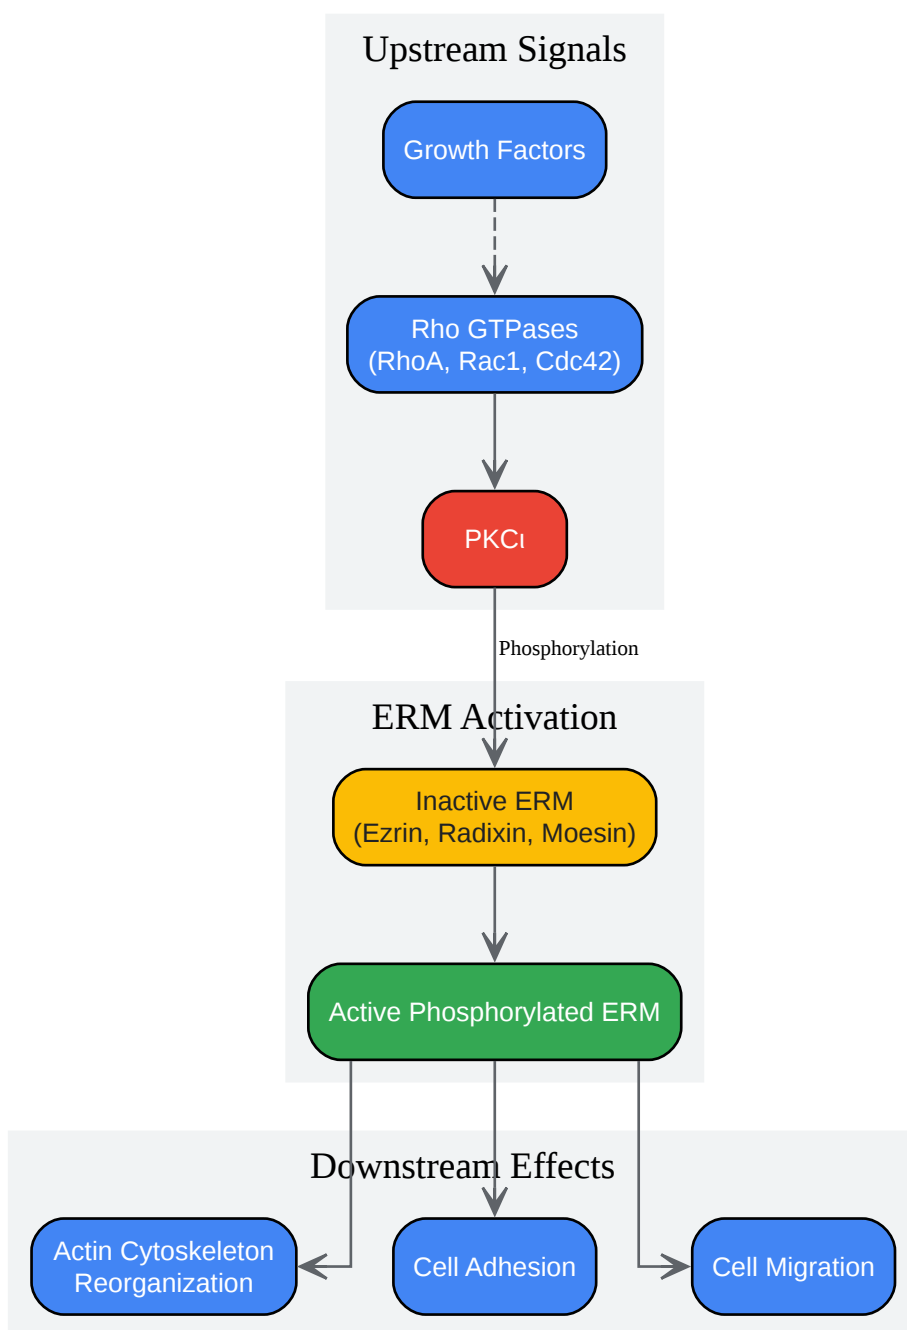 Upstream Signals
Growth Factors
Rho GTPases
(RhoA, Rac1, Cdc42)
PKCι
Phosphorylation
ERM Activation
Inactive ERM
(Ezrin, Radixin, Moesin)
Active Phosphorylated ERM
Downstream Effects
Actin Cytoskeleton
Reorganization
Cell Adhesion
Cell Migration